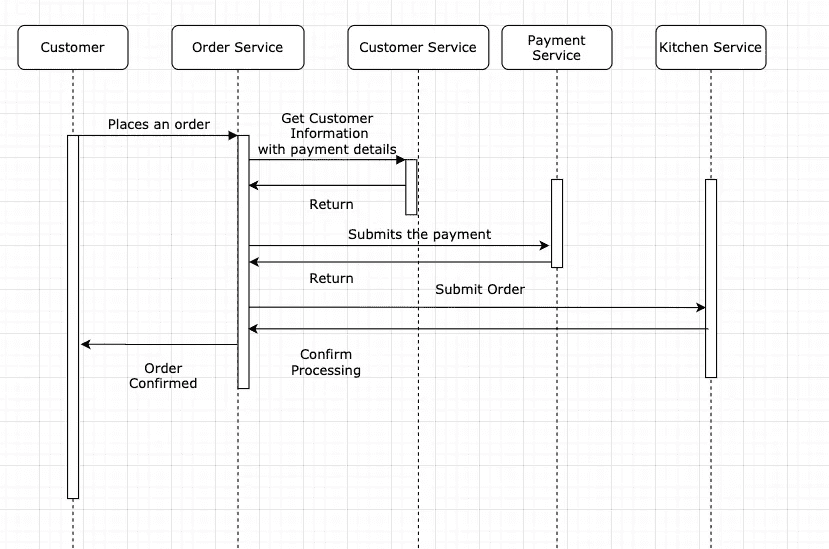 Customer
Order Service
Customer Service
Payment
Service
Kitchen Service
Places an order
Get Customer
Information
with payment details
Return
Submits the payment
Return
Submit Order
Order
Confirmed
Confirm
Processing